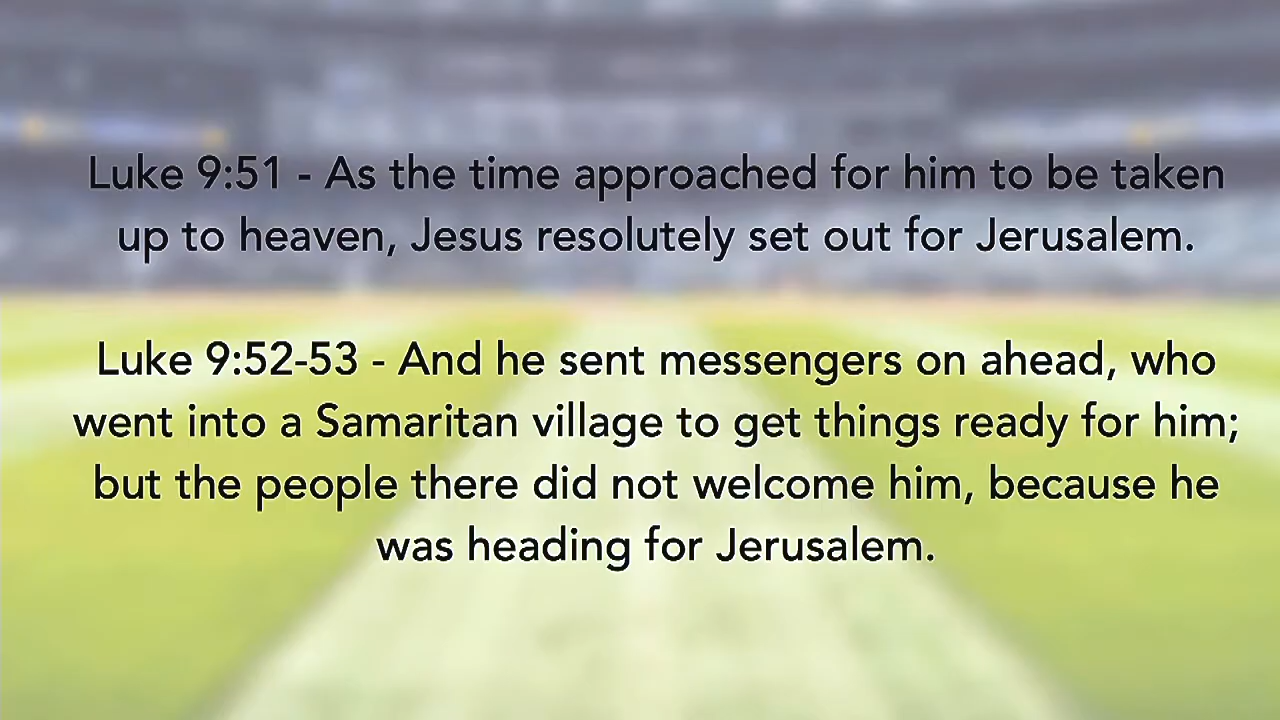 Luke 9:51 - As the time approached for him to be taken
up to heaven, Jesus resolutely set out for Jerusalem.
Luke 9:52-53 - And he sent messengers on ahead, who
went into a Samaritan village to get things ready for him;
but the people there did not welcome him, because he
was heading for Jerusalem.